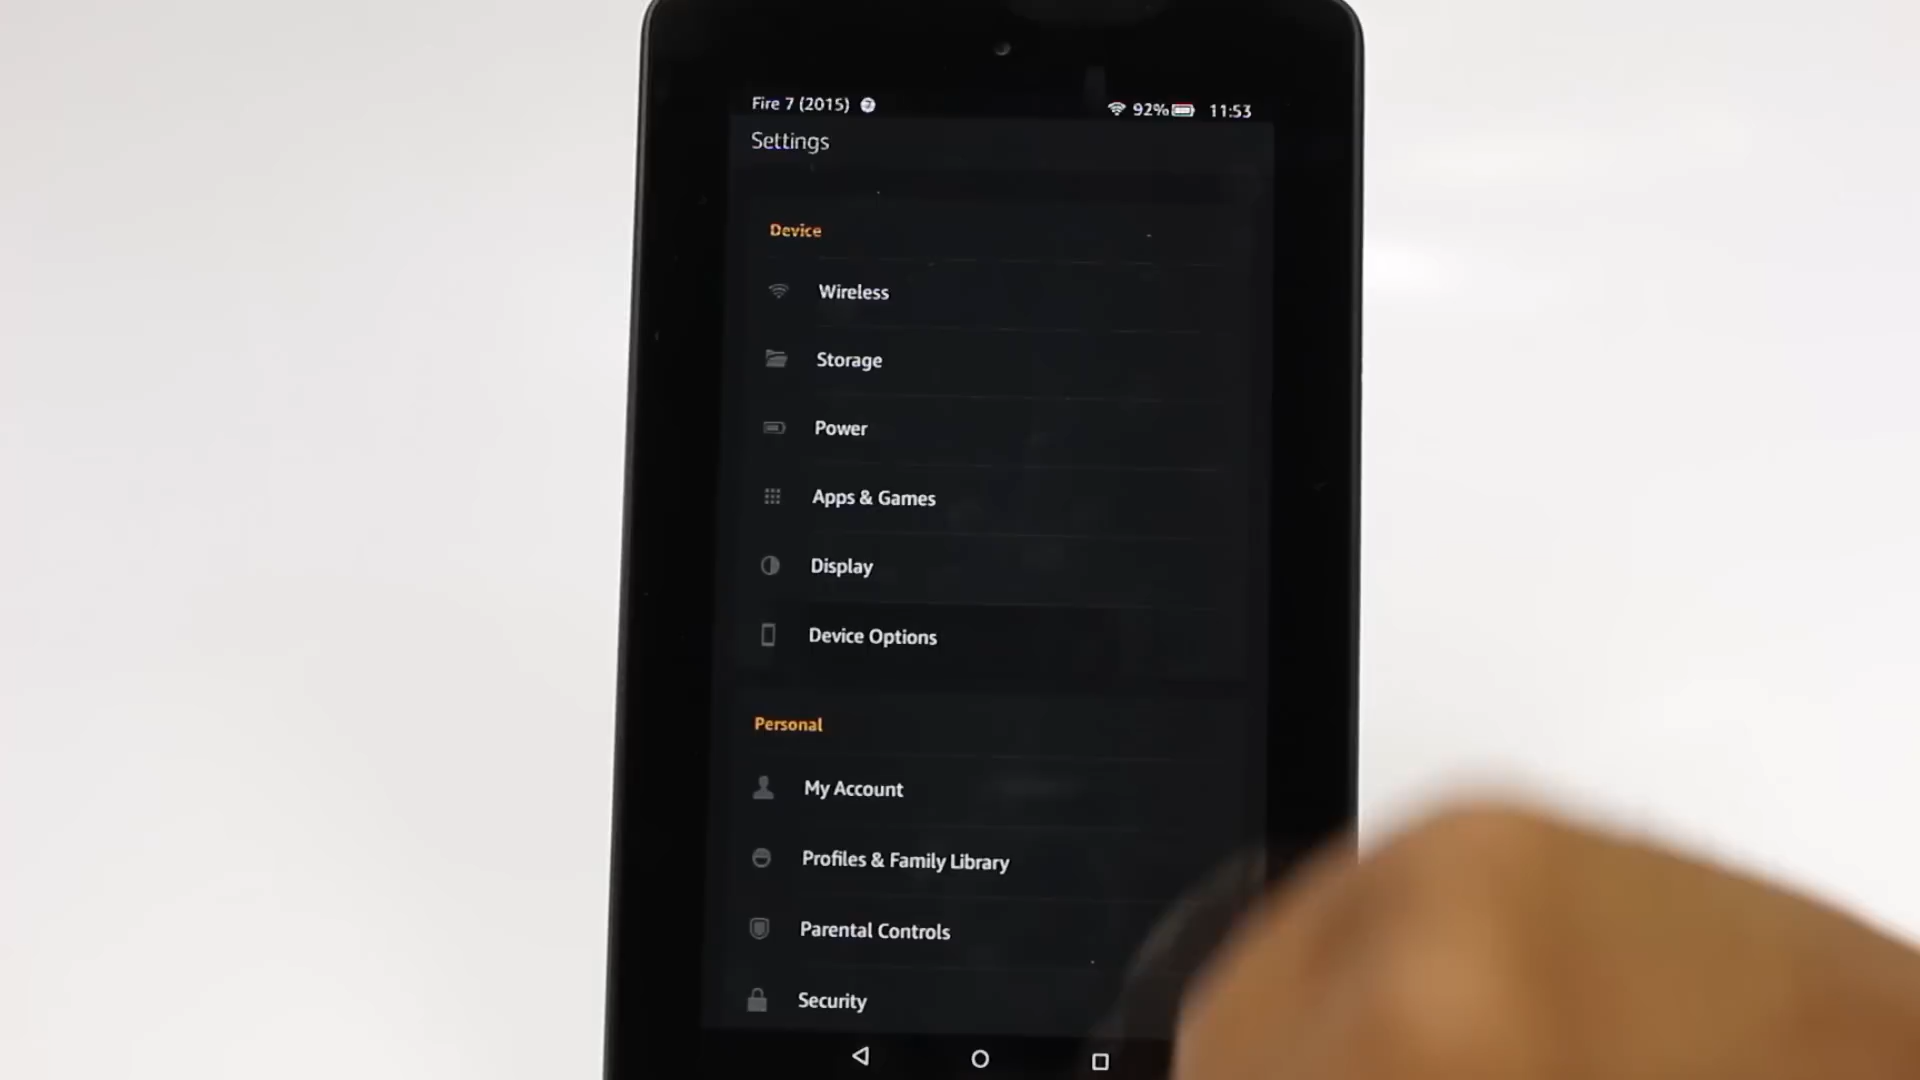 Fire 7 (2015) 92% 11:53
Settings
Device
Wireless
Storage
Power
Apps & Games
Display
Device Options
Personal
My Account
Profiles & Family Library
Parental Controls
Security